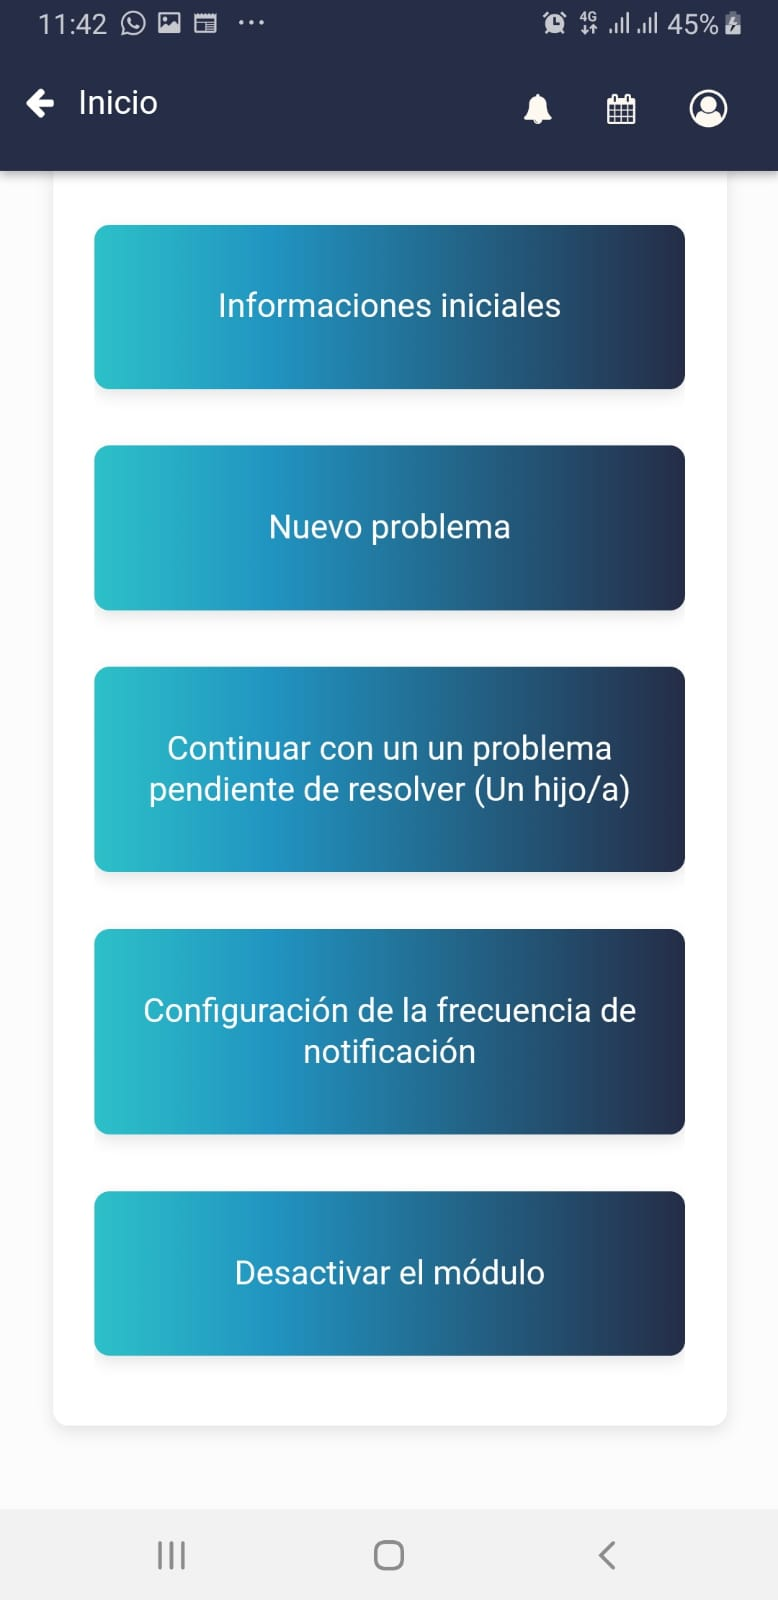 11:42
4G
45%
Inicio
Informaciones iniciales
Nuevo problema
Continuar con un un problema
pendiente de resolver (Un hijo/a)
Configuración de la frecuencia de
notificación
Desactivar el módulo